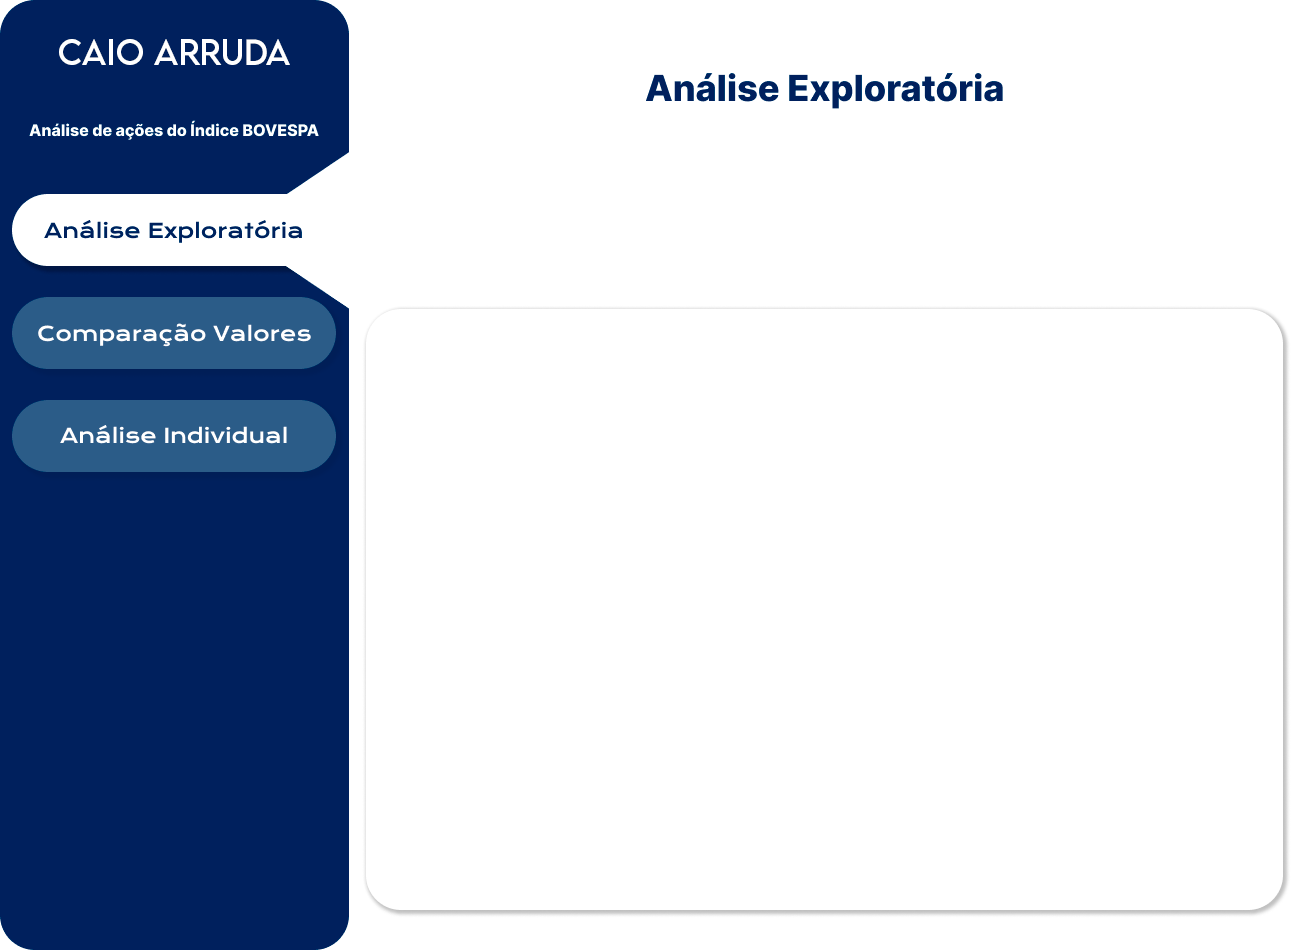 CAIO ARRUDA
Análise de ações do Índice BOVESPA
Análise Exploratória
Comparação Valores
Análise Individual
Análise Exploratória